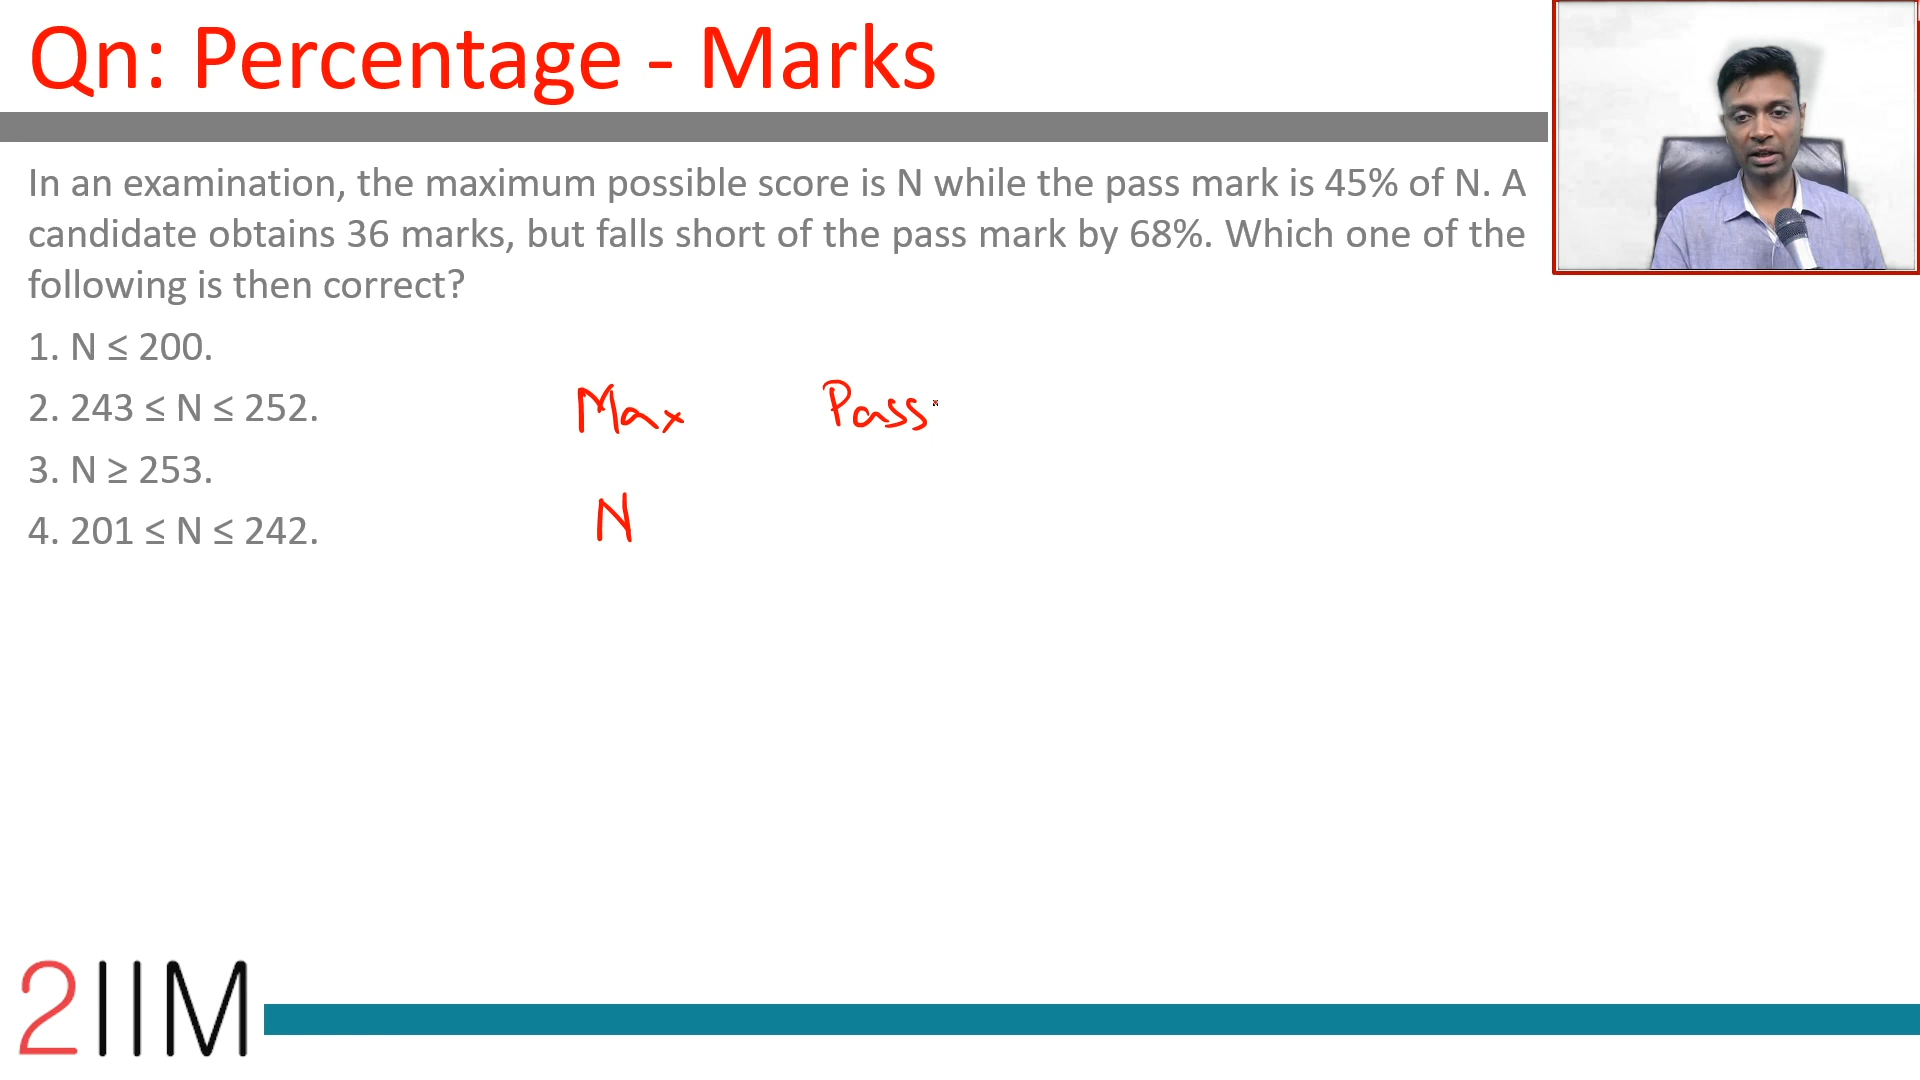 Qn: Percentage - Marks
In an examination, the maximum possible score is N while the pass mark is 45% of N. A
candidate obtains 36 marks, but falls short of the pass mark by 68%. Which one of the
following is then correct?
1. N ≤ 200.
2. 243 ≤ N ≤ 252.
3. N ≥ 253.
4. 201 ≤ N ≤ 242.
Max Pass
N
2IIM